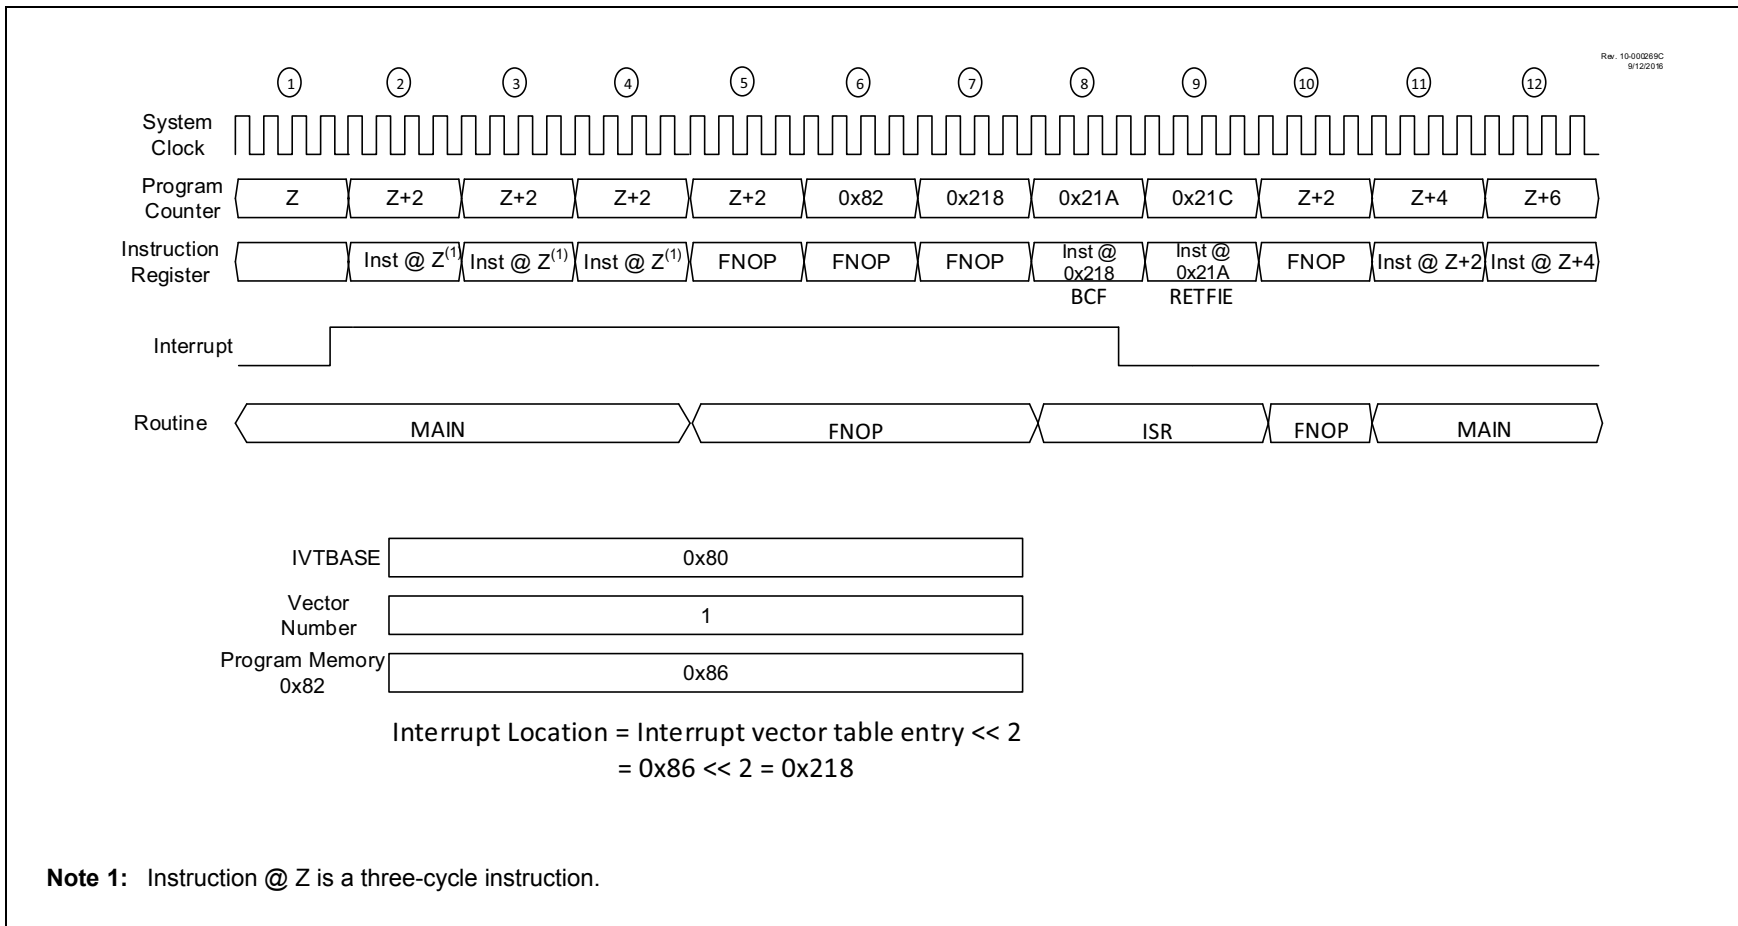 Rev. 10-000269C
9/12/2016
1 2 3 4 5 6 7 8 9 10 11 12
System
Clock
Program
Counter
Z Z+2 Z+2 Z+2 Z+2 0x82 0x218 0x21A 0x21C Z+2 Z+4 Z+6
Instruction
Register
Inst @ Z(1) Inst @ Z(1) Inst @ Z(1) FNOP FNOP FNOP Inst @ 0x218 Inst @ 0x21A FNOP Inst @ Z+2 Inst @ Z+4
BCF RETFIE
Interrupt
Routine MAIN FNOP ISR FNOP MAIN
IVTBASE 0x80
Vector
Number
1
Program Memory
0x82
0x86
Interrupt Location = Interrupt vector table entry << 2
= 0x86 << 2 = 0x218
Note 1: Instruction @ Z is a three-cycle instruction.